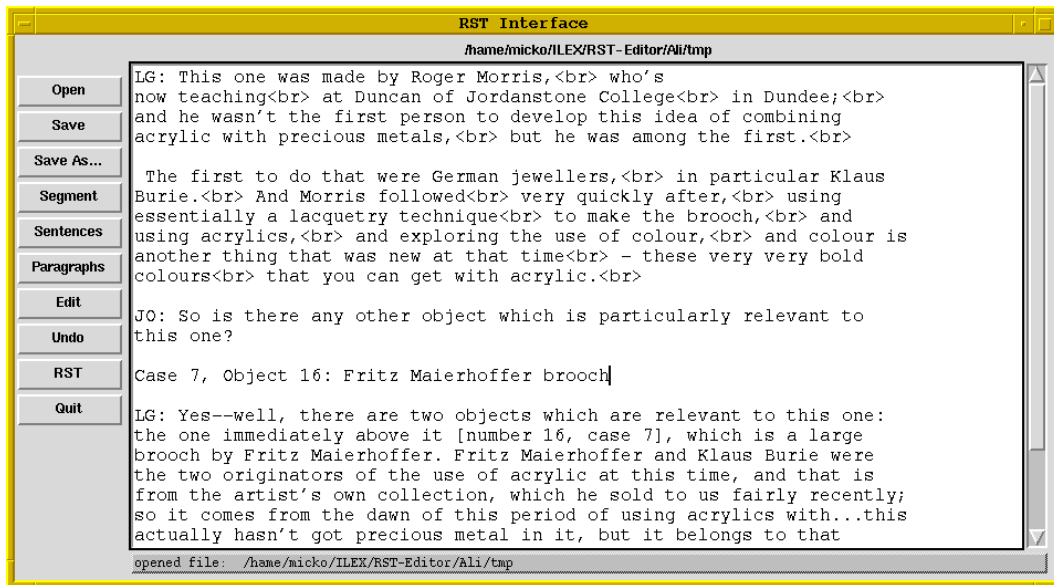 RST Interface
/hame/micko/ILEX/RST-Editor/Ali/tmp
Open
Save
Save As...
Segment
Sentences
Paragraphs
Edit
Undo
RST
Quit
LG: This one was made by Roger Morris,<br> who's
now teaching<br> at Duncan of Jordanstone College<br> in Dundee;<br>
and he wasn't the first person to develop this idea of combining
acrylic with precious metals,<br> but he was among the first.<br>
The first to do that were German jewellers,<br> in particular Klaus
Burie.<br> And Morris followed<br> very quickly after,<br> using
essentially a lacquetry technique<br> to make the brooch,<br> and
using acrylics,<br> and exploring the use of colour,<br> and colour is
another thing that was new at that time<br> - these very very bold
colours<br> that you can get with acrylic.<br>
JO: So is there any other object which is particularly relevant to
this one?
Case 7, Object 16: Fritz Maierhoffer brooch
LG: Yes--well, there are two objects which are relevant to this one:
the one immediately above it [number 16, case 7], which is a large
brooch by Fritz Maierhoffer. Fritz Maierhoffer and Klaus Burie were
the two originators of the use of acrylic at this time, and that is
from the artist's own collection, which he sold to us fairly recently;
so it comes from the dawn of this period of using acrylics with...this
actually hasn't got precious metal in it, but it belongs to that
opened file: /hame/micko/ILEX/RST-Editor/Ali/tmp